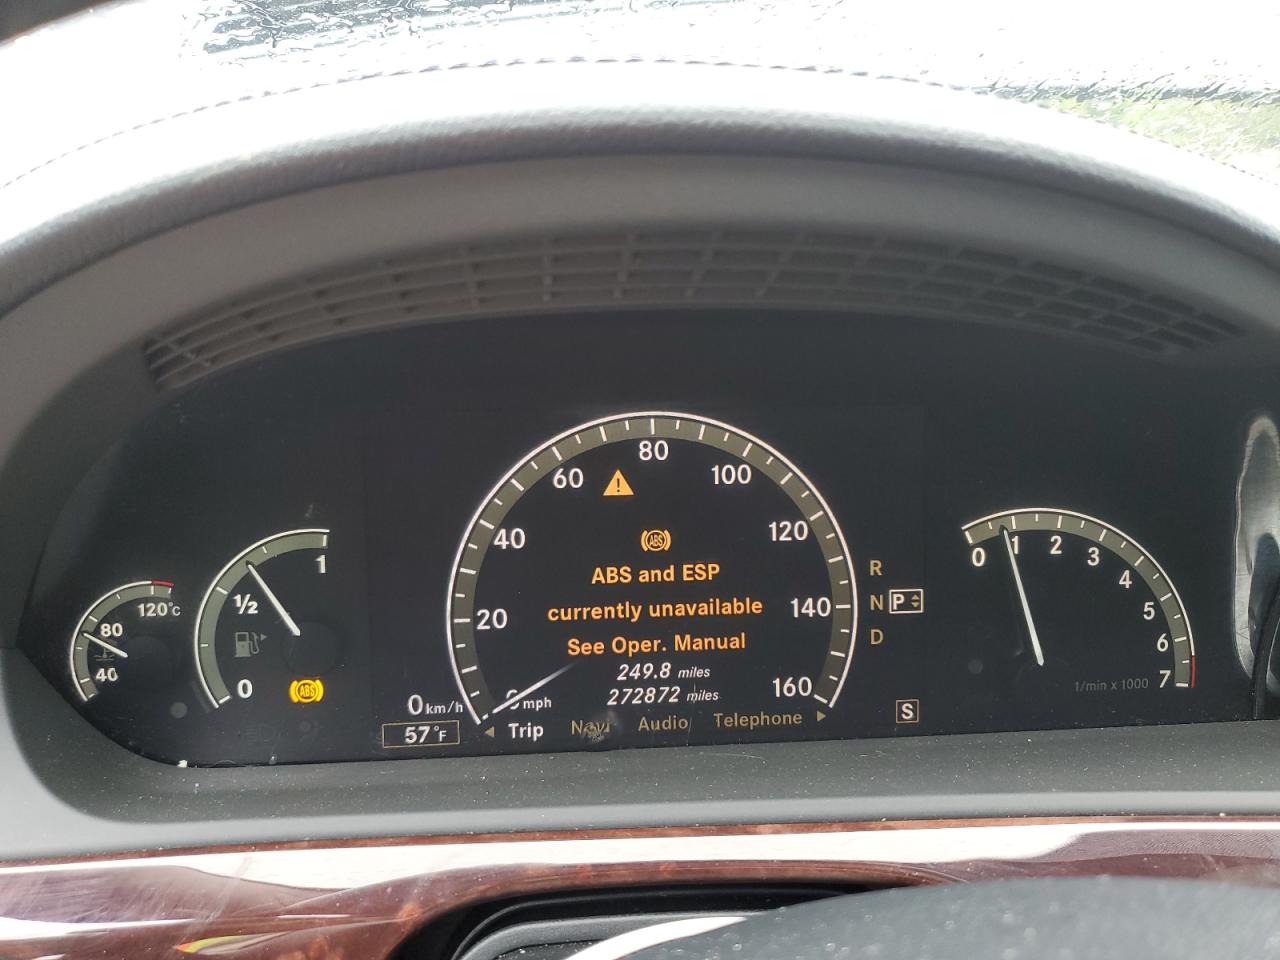 120°C
80
40
1
1/2
0
ABS
0 km/h
57°F
0 mph
20
40
60
80
100
120
140
160
ABS
ABS and ESP
currently unavailable
See Oper. Manual
249.8 miles
272872 miles
Trip Navi Audio Telephone
R
N P
D
S
0 1 2 3 4 5 6 7
1/min x 1000